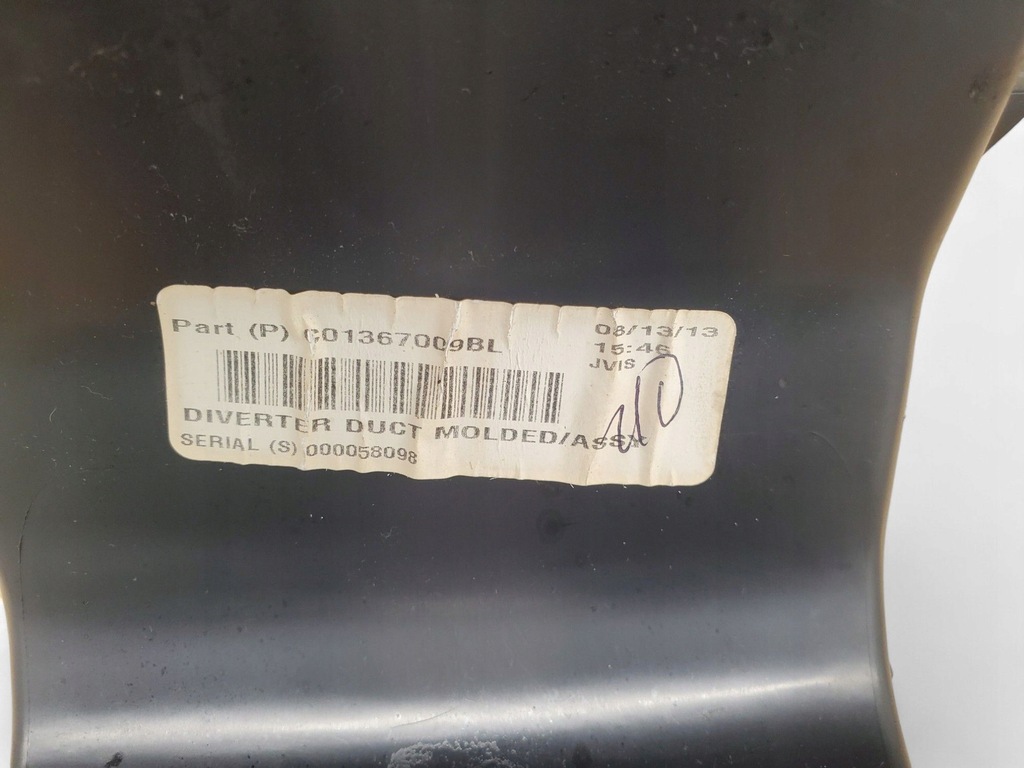 Part (P) C01367009BL
08/13/13
15:46
JVIS
DIVERTER DUCT MOLDED/ASSY
SERIAL (S) 000058098